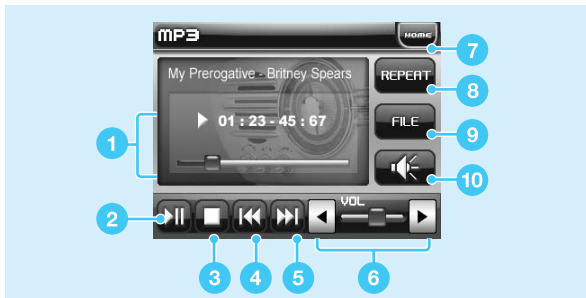 MP3
HOME
My Prerogative - Britney Spears
01 : 23 - 45 : 67
REPEAT
FILE
VOL
1
2
3
4
5
6
7
8
9
10